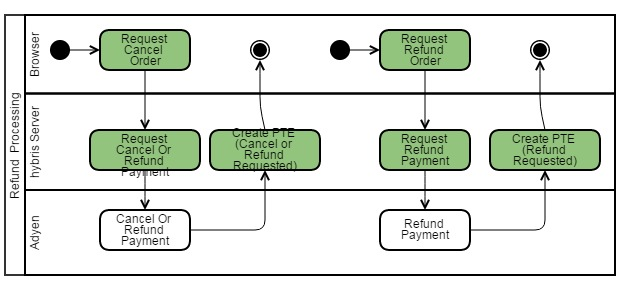 Refund Processing
Browser
Request
Cancel
Order
Request
Refund
Order
hybris Server
Request
Cancel Or
Refund
Payment
Create PTE
(Cancel or
Refund
Requested)
Request
Refund
Payment
Create PTE
(Refund
Requested)
Adyen
Cancel Or
Refund
Payment
Refund
Payment